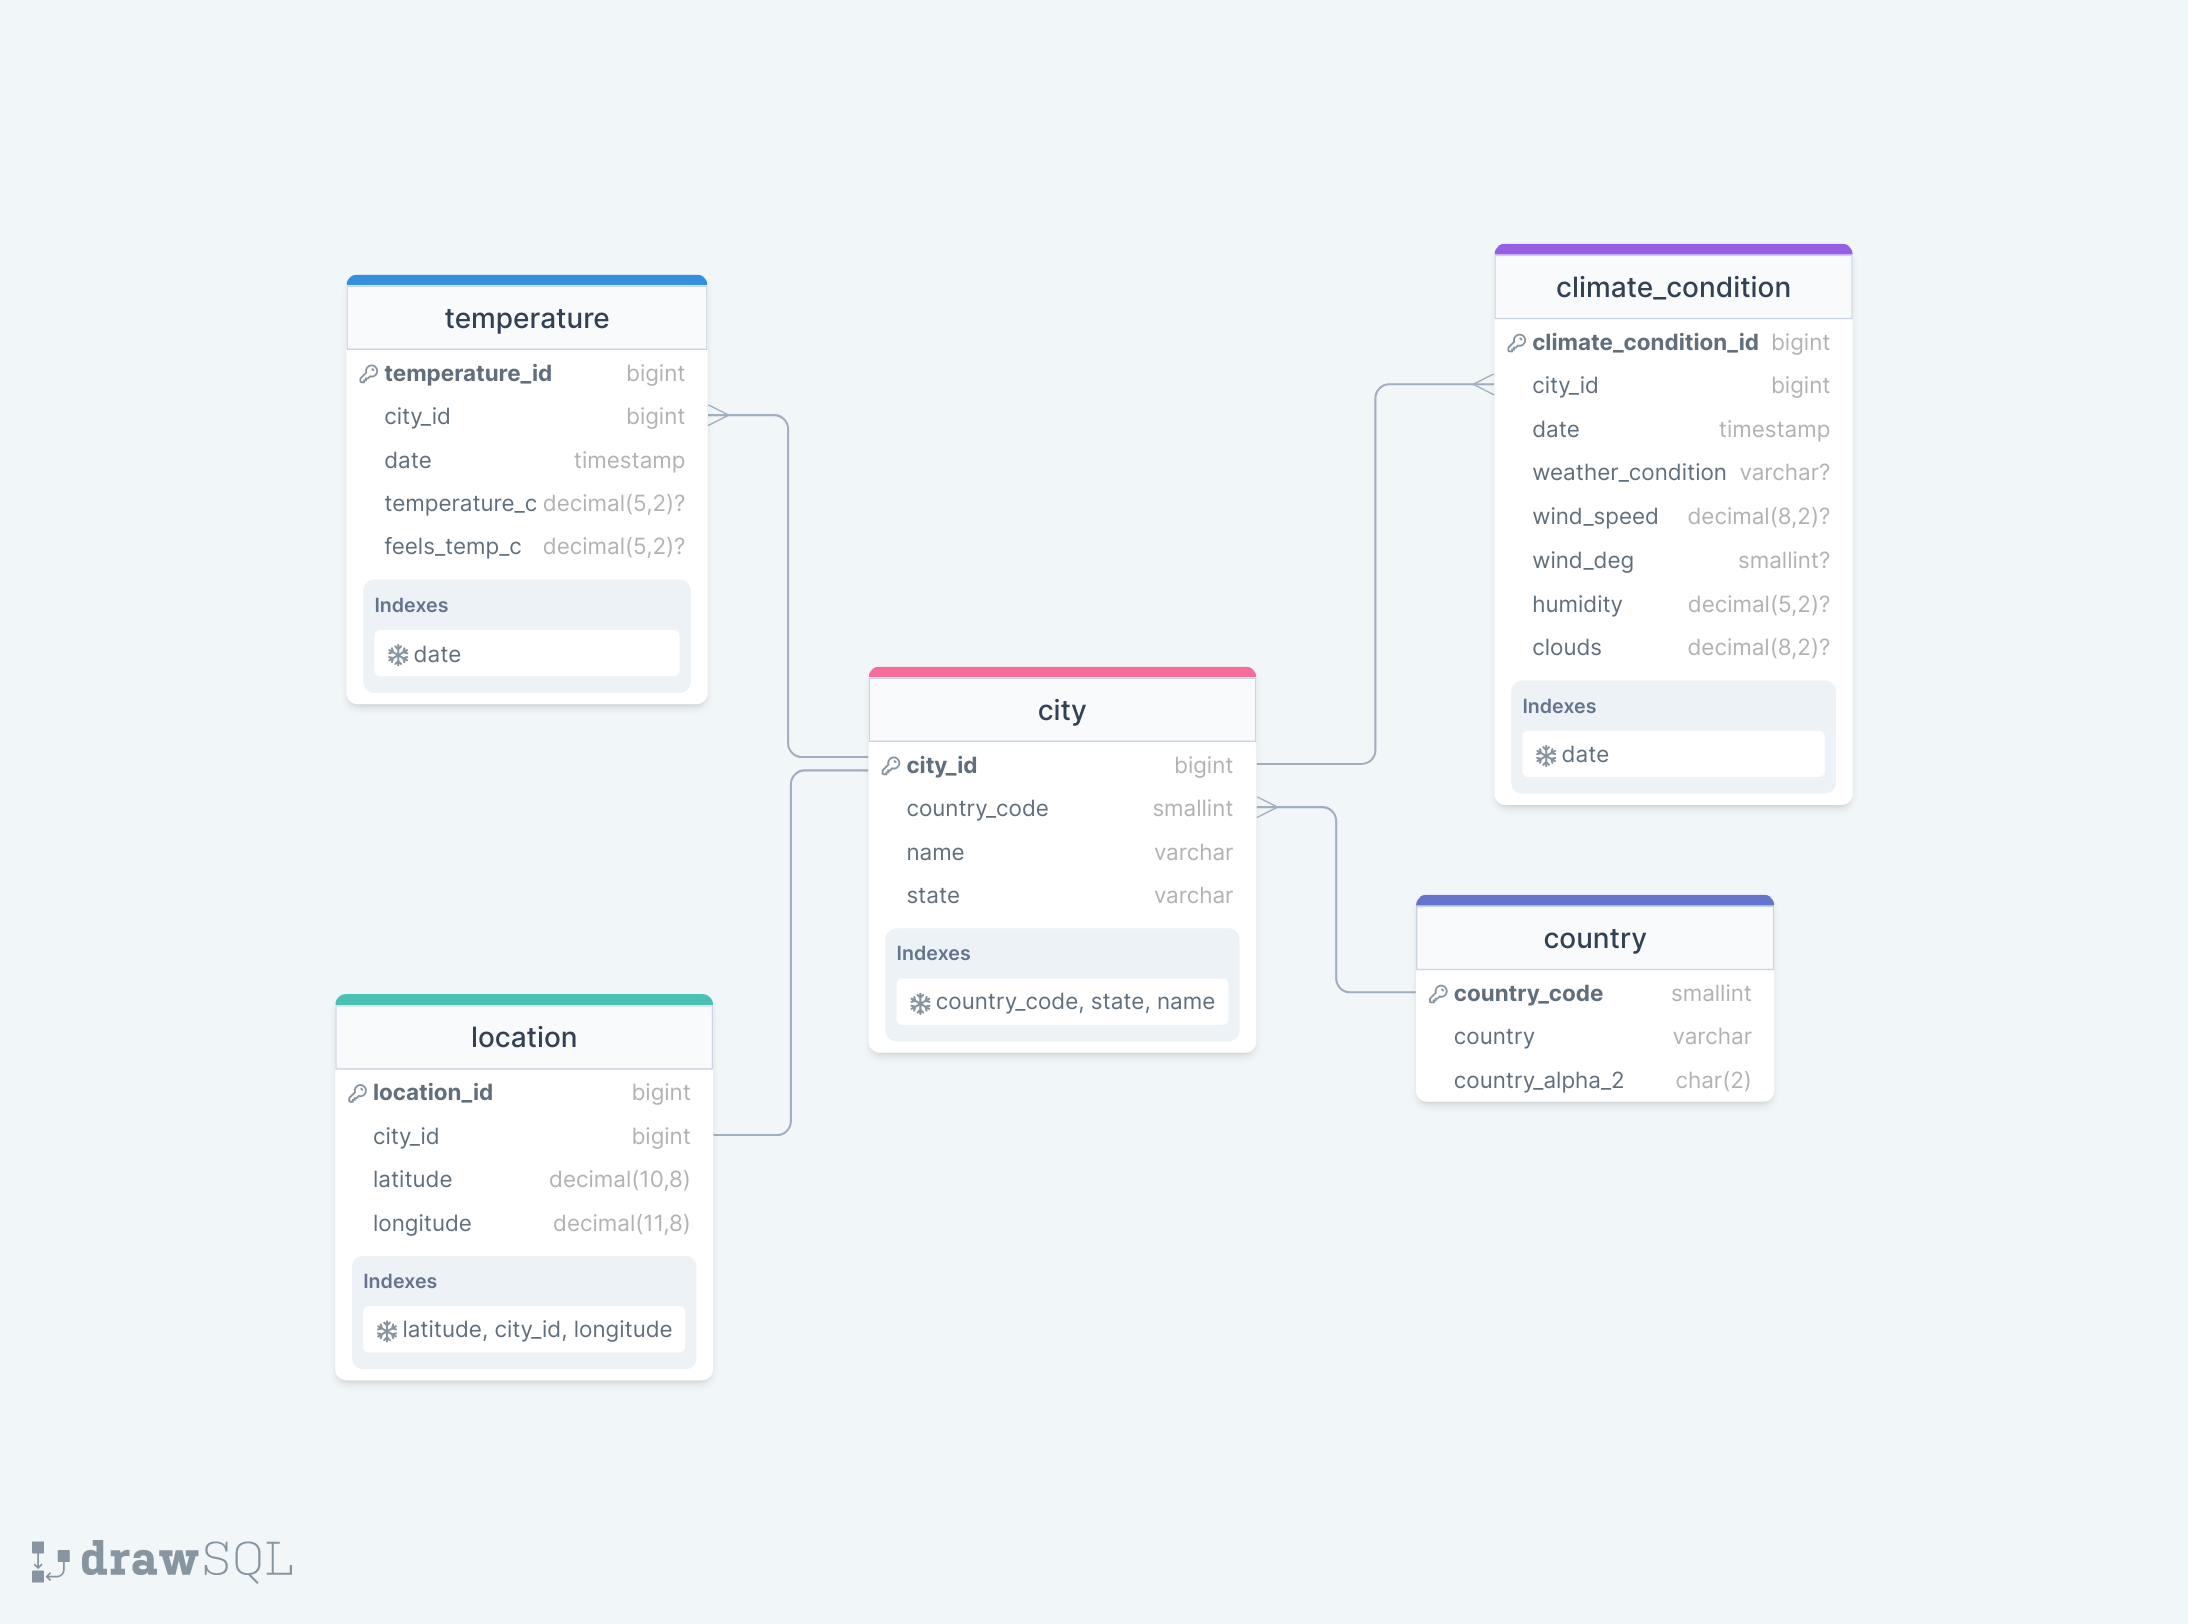 temperature
temperature_id bigint
city_id bigint
date timestamp
temperature_c decimal(5,2)?
feels_temp_c decimal(5,2)?
Indexes
date
climate_condition
climate_condition_id bigint
city_id bigint
date timestamp
weather_condition varchar?
wind_speed decimal(8,2)?
wind_deg smallint?
humidity decimal(5,2)?
clouds decimal(8,2)?
Indexes
date
city
city_id bigint
country_code smallint
name varchar
state varchar
Indexes
country_code, state, name
country
country_code smallint
country varchar
country_alpha_2 char(2)
location
location_id bigint
city_id bigint
latitude decimal(10,8)
longitude decimal(11,8)
Indexes
latitude, city_id, longitude
drawSQL